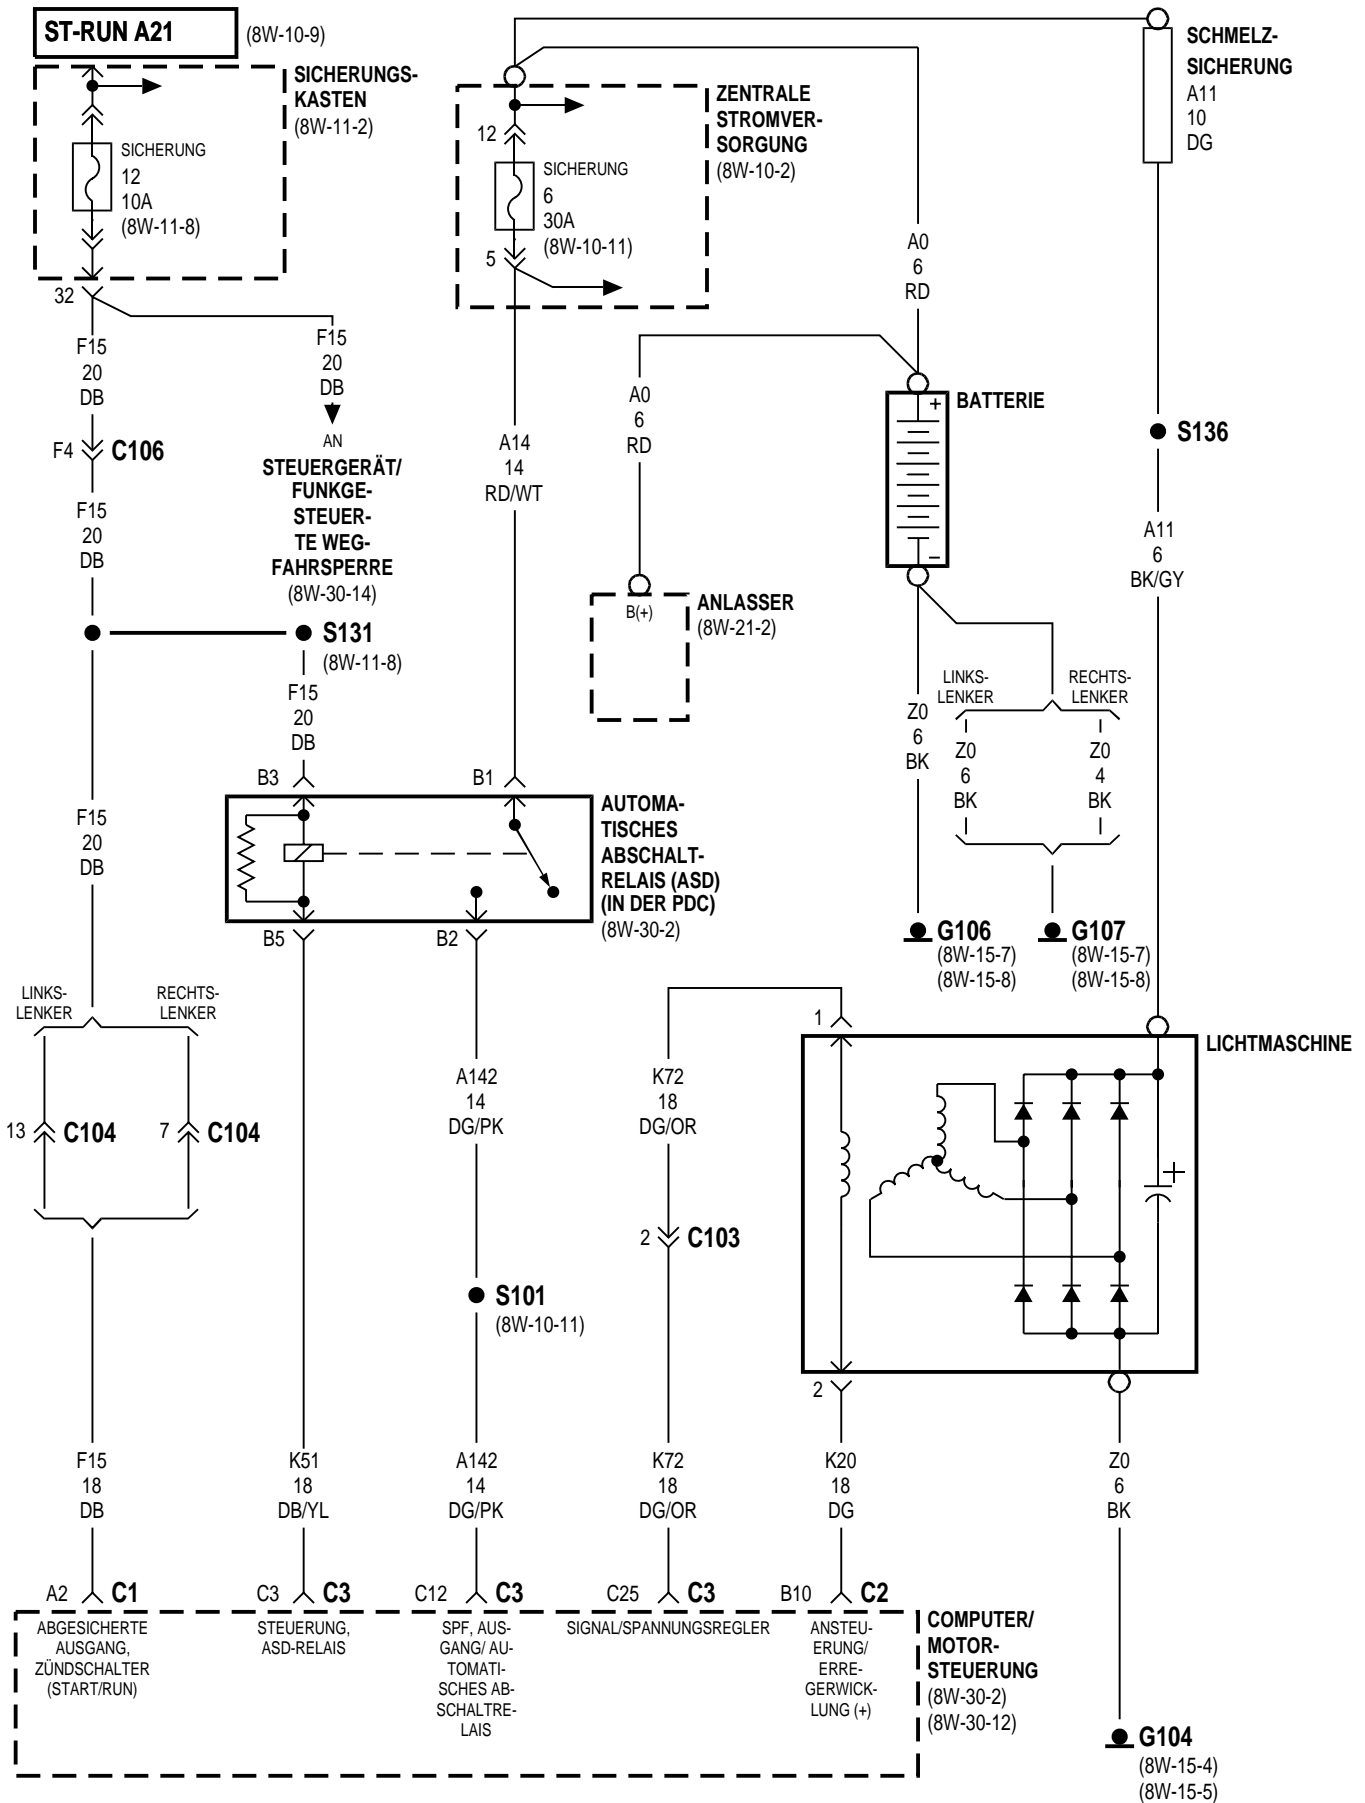 ST-RUN A21
(8W-10-9)
SICHERUNGS-
KASTEN
(8W-11-2)
SICHERUNG
12
10A
(8W-11-8)
32
F15
20
DB
F15
20
DB
AN
STEUERGERÄT/
FUNKGE-
STEUER-
TE WEG-
FAHRSPERRE
(8W-30-14)
F4
C106
F15
20
DB
S131
(8W-11-8)
F15
20
DB
F15
20
DB
ZENTRALE
STROMVER-
SORGUNG
(8W-10-2)
12
SICHERUNG
6
30A
(8W-10-11)
5
A14
14
RD/WT
A0
6
RD
A0
6
RD
B(+)
ANLASSER
(8W-21-2)
+
BATTERIE
–
SCHMELZ-
SICHERUNG
A11
10
DG
S136
A11
6
BK/GY
Z0
6
BK
LINKS-
LENKER
RECHTS-
LENKER
Z0
6
BK
Z0
4
BK
G106
(8W-15-7)
(8W-15-8)
G107
(8W-15-7)
(8W-15-8)
B3
B1
AUTOMA-
TISCHES
ABSCHALT-
RELAIS (ASD)
(IN DER PDC)
(8W-30-2)
B5
B2
LINKS-
LENKER
RECHTS-
LENKER
13
C104
7
C104
A142
14
DG/PK
K72
18
DG/OR
1
LICHTMASCHINE
+
2
C103
S101
(8W-10-11)
2
F15
18
DB
K51
18
DB/YL
A142
14
DG/PK
K72
18
DG/OR
K20
18
DG
Z0
6
BK
A2
C1
C3
C3
C12
C3
C25
C3
B10
C2
ABGESICHERTE
AUSGANG,
ZÜNDSCHALTER
(START/RUN)
STEUERUNG,
ASD-RELAIS
SPF, AUS-
GANG/ AU-
TOMATI-
SCHES AB-
SCHALTRE-
LAIS
SIGNAL/SPANNUNGSREGLER
ANSTEU-
ERUNG/
ERRE-
GERWICK-
LUNG (+)
COMPUTER/
MOTOR-
STEUERUNG
(8W-30-2)
(8W-30-12)
G104
(8W-15-4)
(8W-15-5)